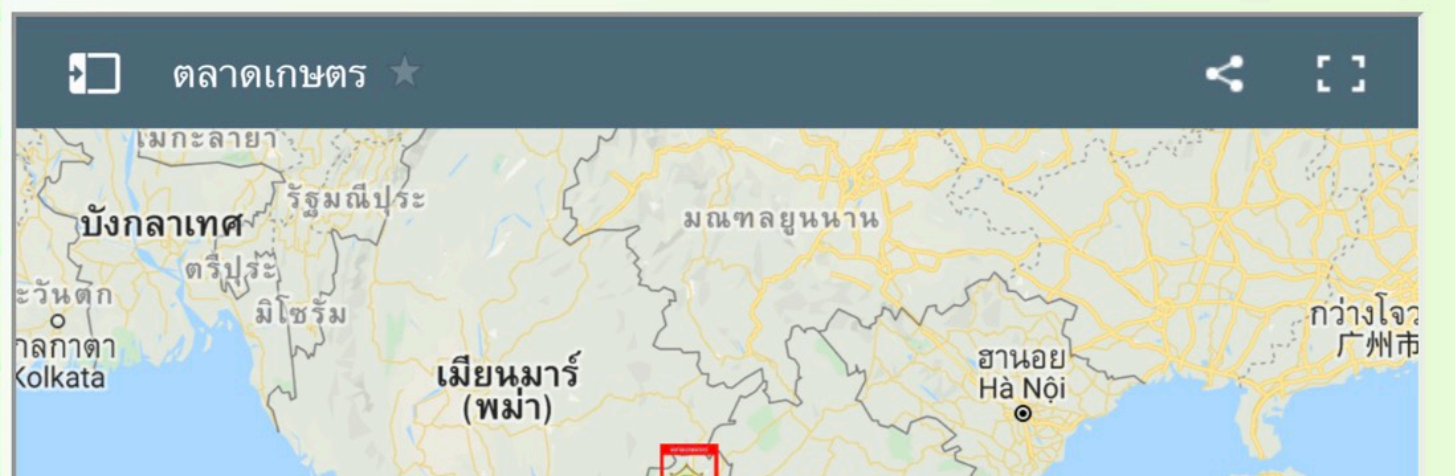 ตลาดเกษตร
เมกะลายา
รัฐมณีปุระ
บังกลาเทศ
มณฑลยูนนาน
ตริปุระ
ะวันตก
มิโซรัม
กว่างโจว
广州市
กาลกาตา
Kolkata
ฮานอย
Hà Nội
เมียนมาร์
(พม่า)